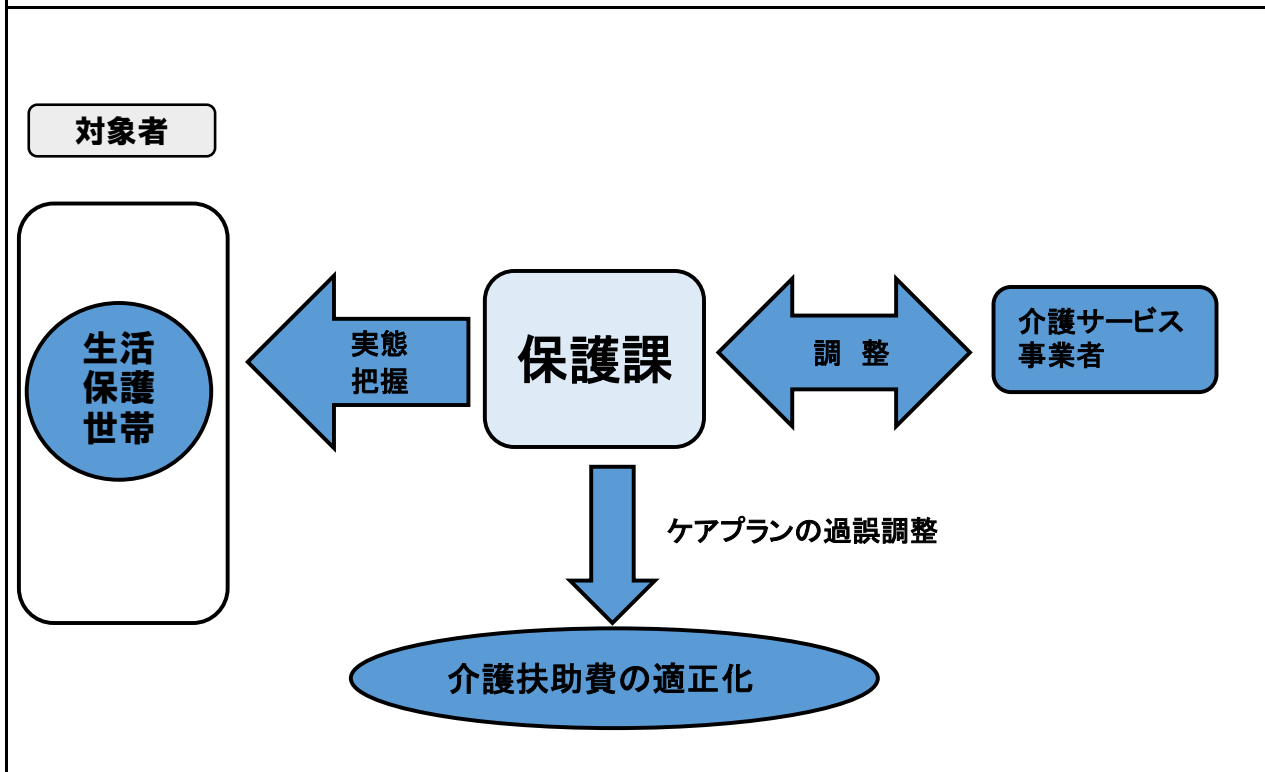 対象者
生活
保護
世帯
実態
把握
保護課
調 整
介護サービス
事業者
ケアプランの過誤調整
介護扶助費の適正化